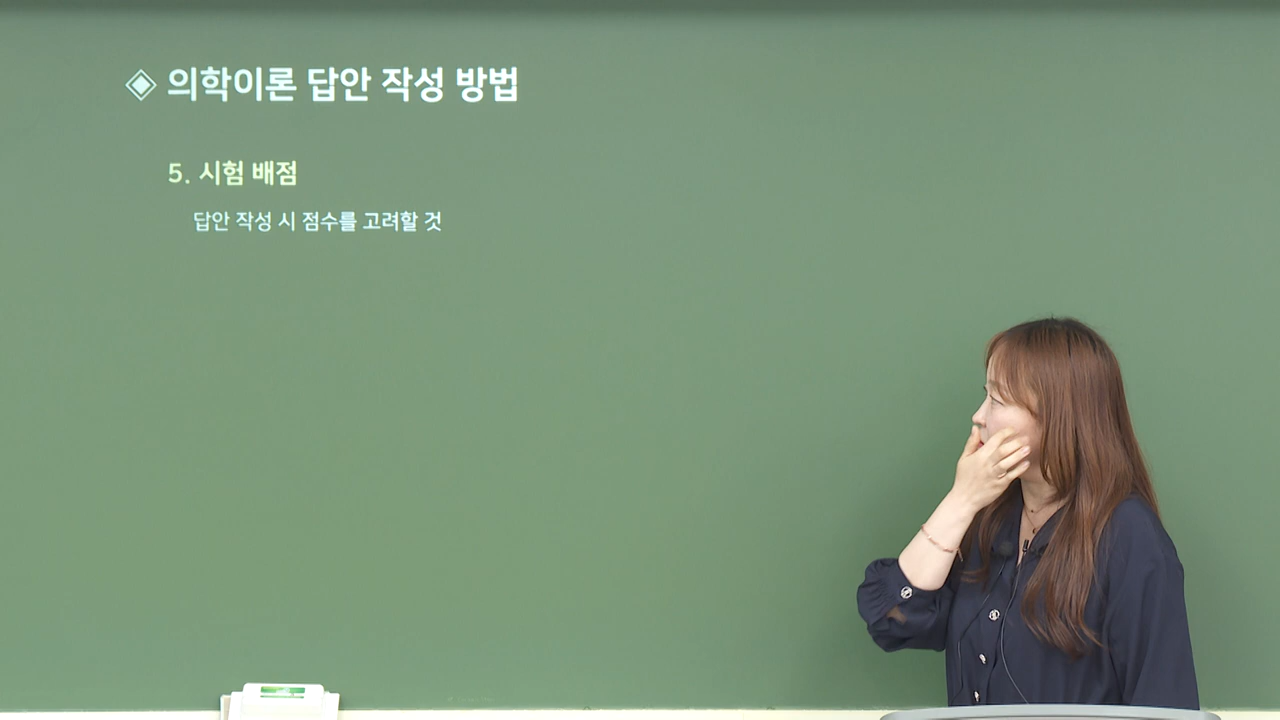 ◈ 의학이론 답안 작성 방법
5. 시험 배점
답안 작성 시 점수를 고려할 것